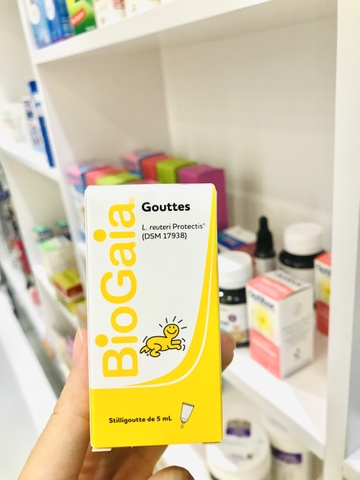 BioGaia
Gouttes
L. reuteri Protectis®
(DSM 17938)
Stilligoutte de 5 mL